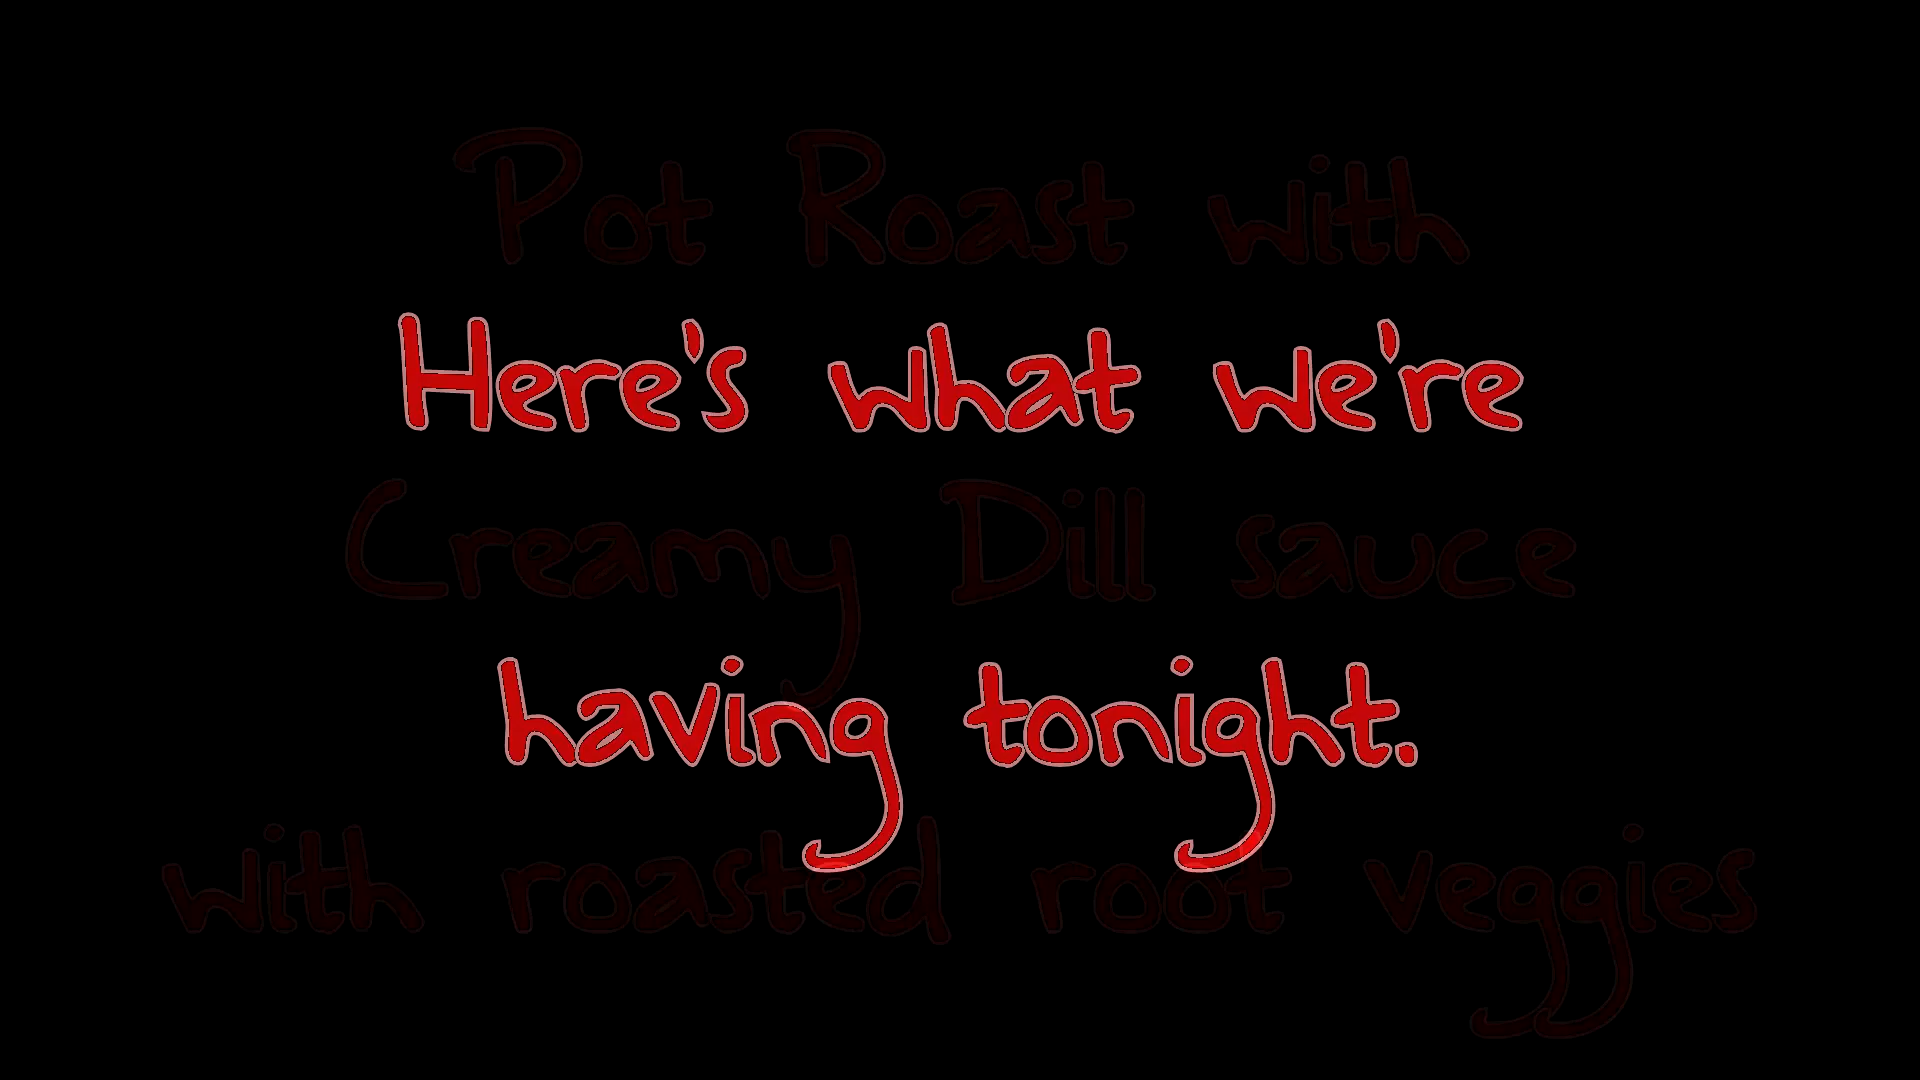 Pot Roast with
Here's what we're
Creamy Dill sauce
having tonight.
with roasted root veggies